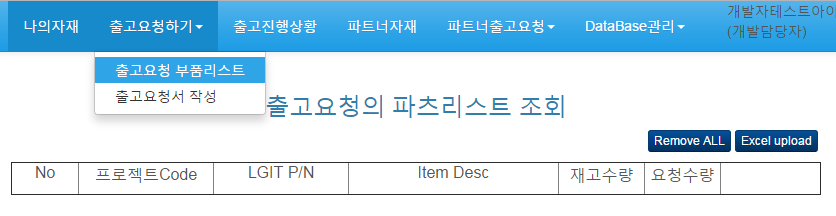 나의자재 출고요청하기 출고진행상황 파트너자재 파트너출고요청 DataBase관리 개발자테스트아이
(개발담당자)
출고요청 부품리스트
출고요청서 작성
출고요청의 파츠리스트 조회
Remove ALL Excel upload
No 프로젝트Code LGIT P/N Item Desc 재고수량 요청수량